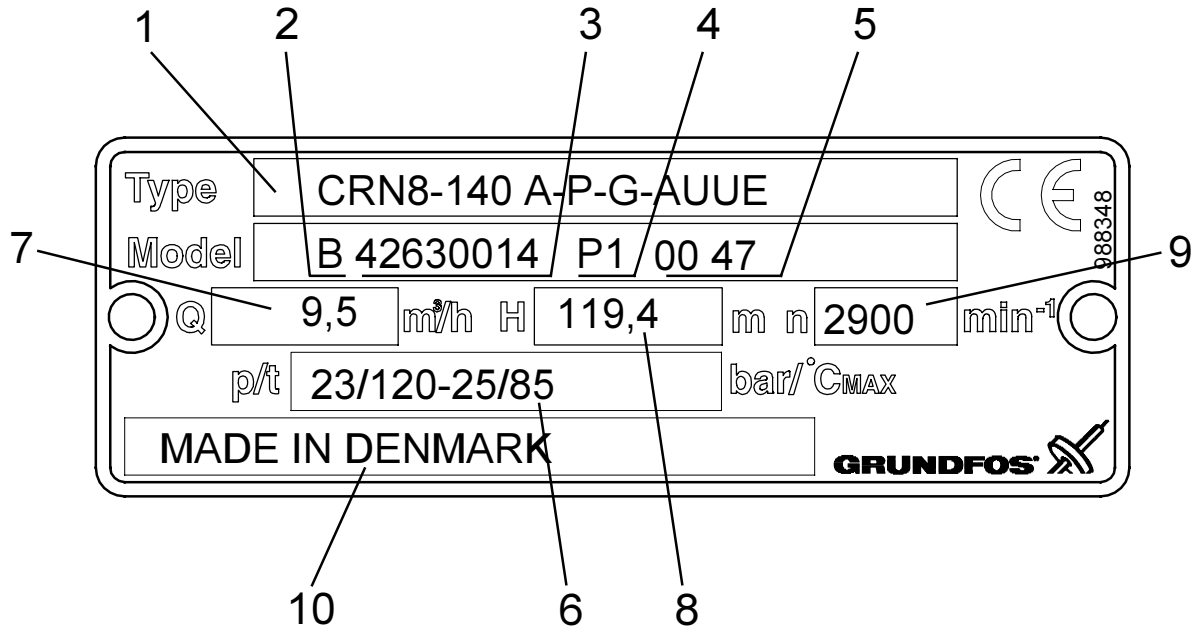 1 2 3 4 5
Type CRN8-140 A-P-G-AUUE
988348
7 Model B 42630014 P1 00 47 9
Q 9,5 m³/h H 119,4 m n 2900 min⁻¹
p/t 23/120-25/85 bar/°CMAX
MADE IN DENMARK GRUNDFOS
10 6 8